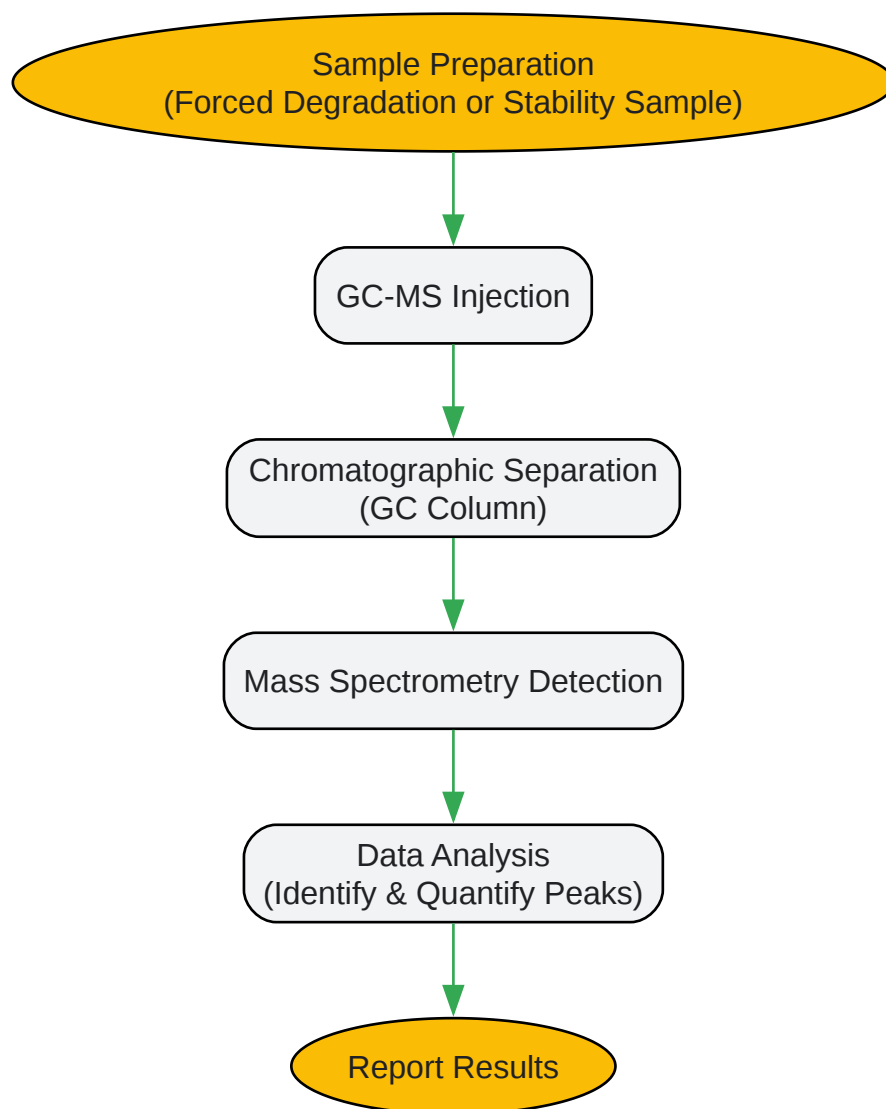 Sample Preparation
(Forced Degradation or Stability Sample)
GC-MS Injection
Chromatographic Separation
(GC Column)
Mass Spectrometry Detection
Data Analysis
(Identify & Quantify Peaks)
Report Results